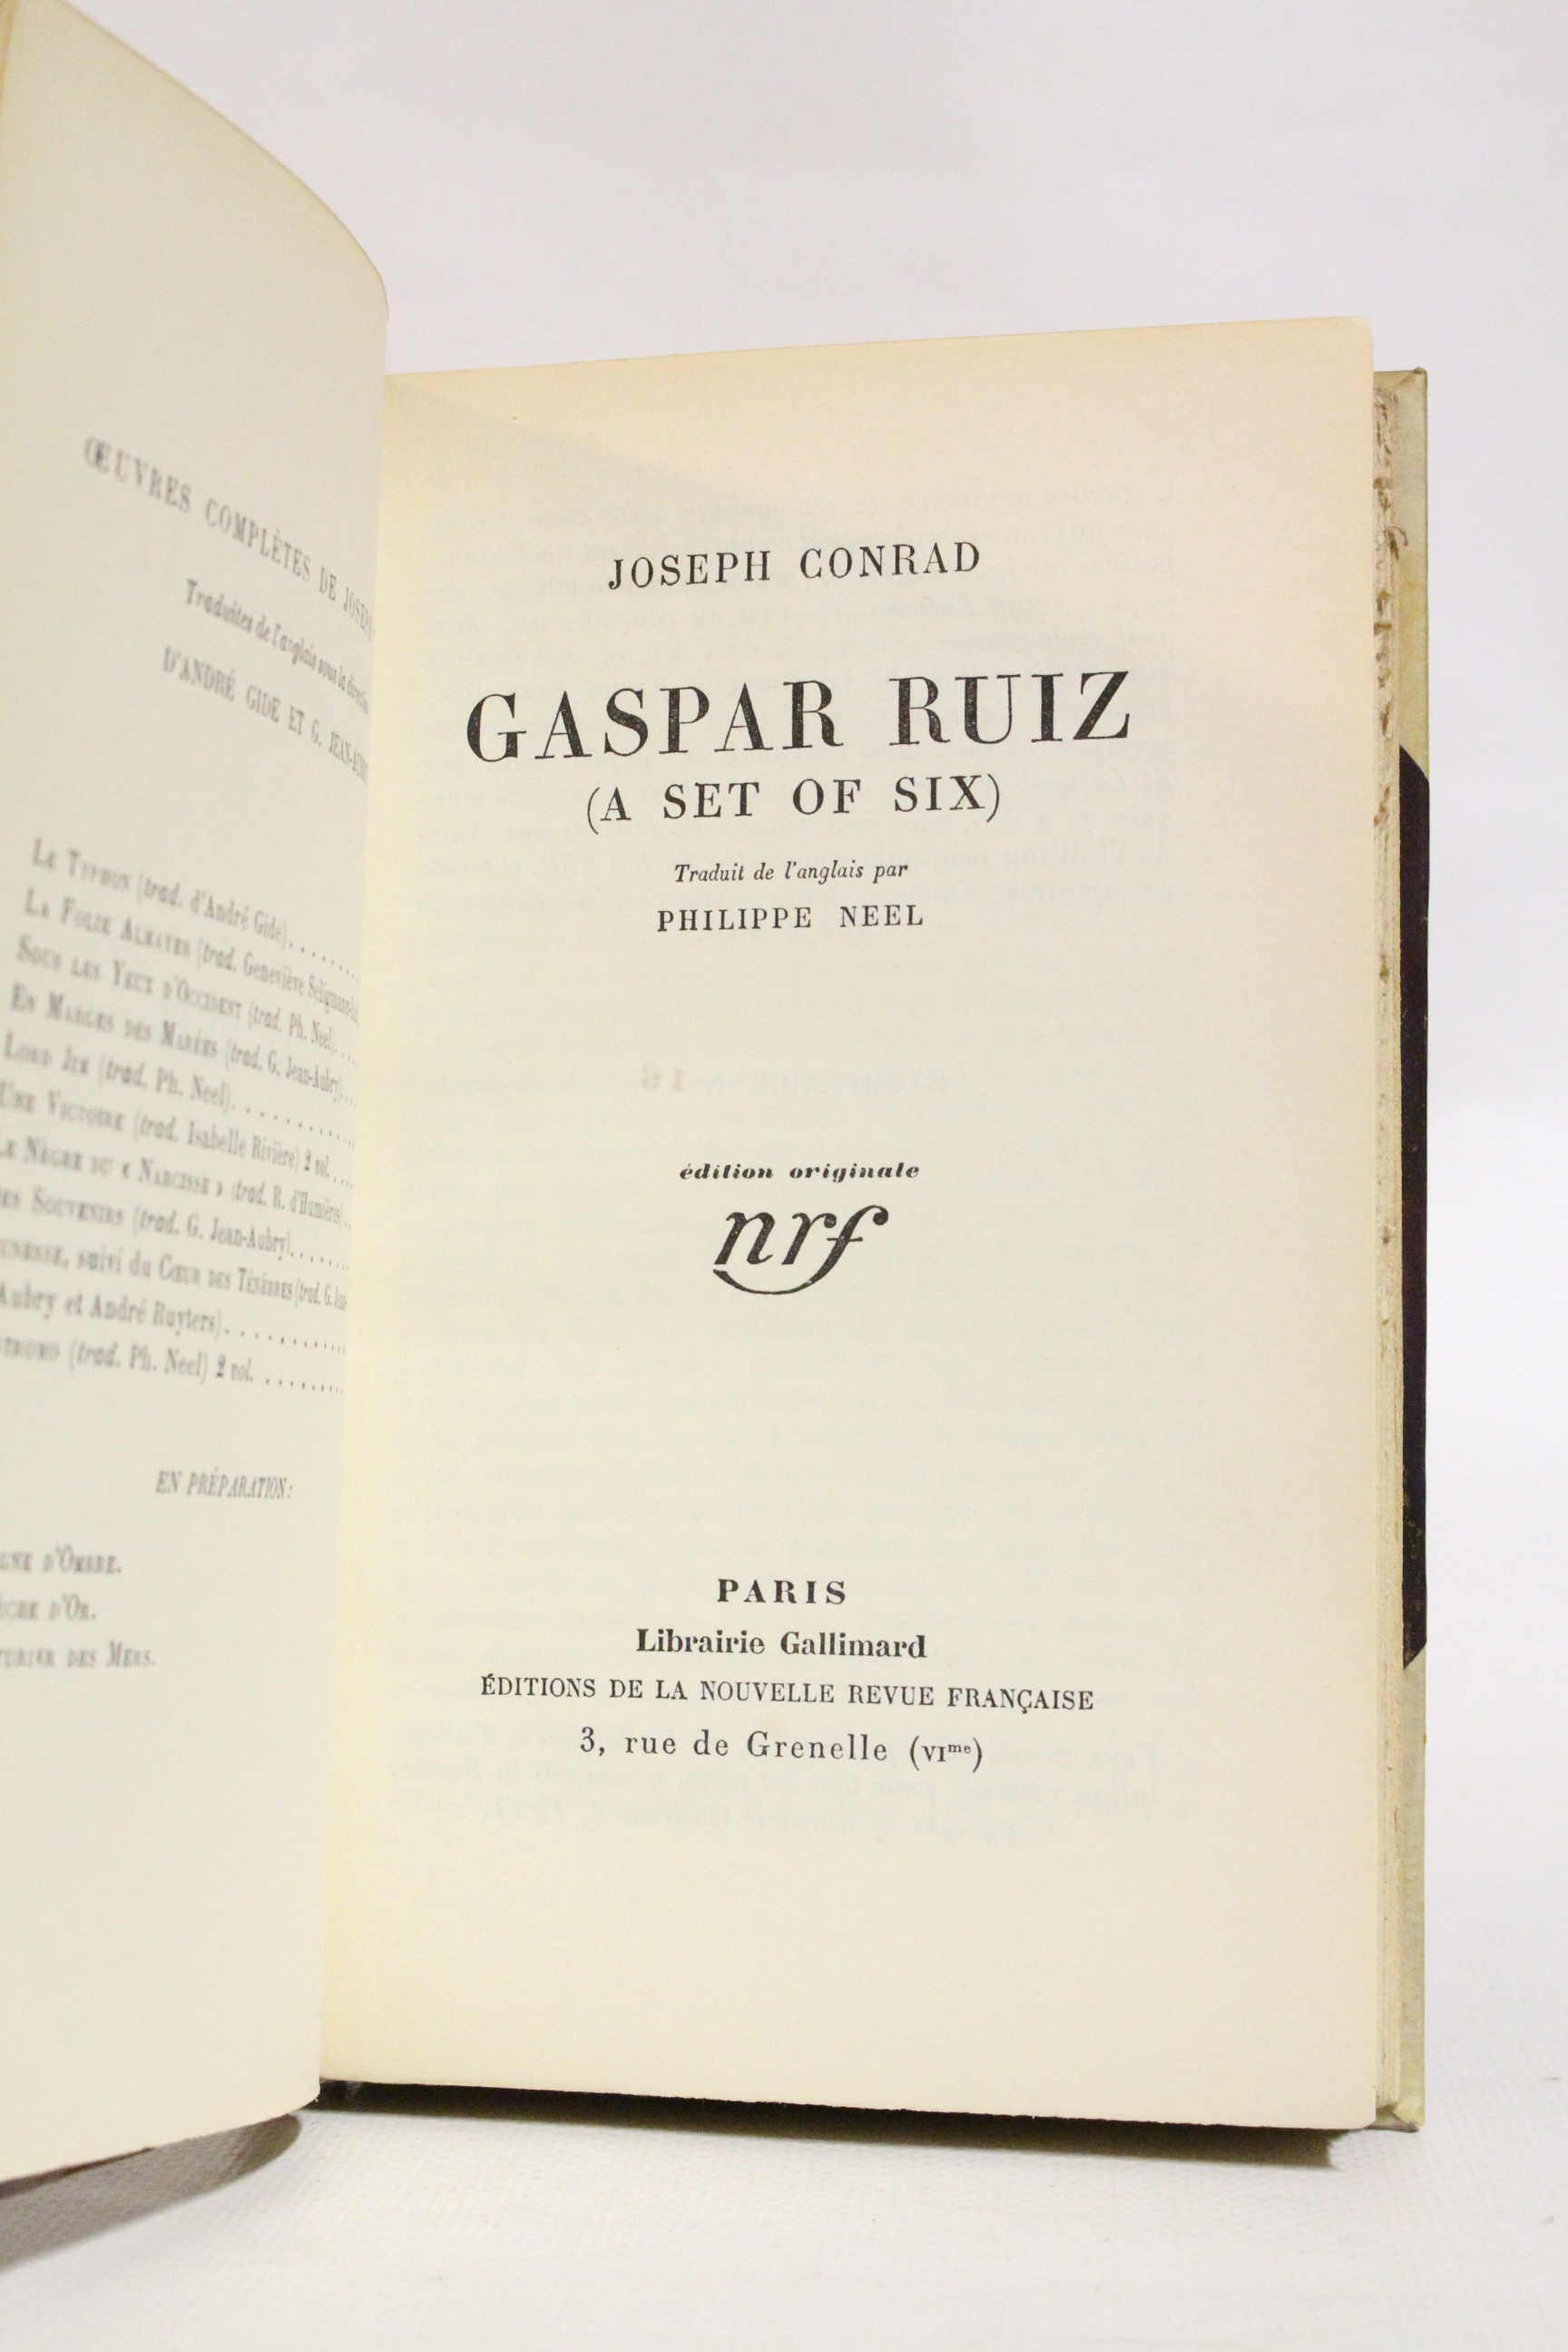 ŒUVRES COMPLÈTES DE JOSEPH
Traduites de l'anglais sous la direction
D'ANDRÉ GIDE ET G. JEAN-AUBRY
LE TYPHON (trad. d'André Gide)..........
LA FOLIE ALMAYER (trad. Geneviève
SOUS LES YEUX D'OCCIDENT (trad. Ph. Neel)....
EN MARGES DES MARÉES (trad. G. Jean-Aubry)...
LORD JIM (trad. Ph. Neel)............
UNE VICTOIRE (trad. Isabelle Rivière) 2 vol.....
LE NÈGRE DU « NARCISSE » (trad. R. d'Humières)..
DES SOUVENIRS (trad. G. Jean-Aubry).......
suivi du CŒUR DES TÉNÈBRES (trad. G. Jean-
Aubry et André Ruyters)............
(trad. Ph. Neel) 2 vol. .........
EN PRÉPARATION:
D'OMBRE.
D'OR.
DES MERS.
JOSEPH CONRAD
GASPAR RUIZ
(A SET OF SIX)
Traduit de l'anglais par
PHILIPPE NEEL
édition originale
nrf
PARIS
Librairie Gallimard
ÉDITIONS DE LA NOUVELLE REVUE FRANÇAISE
3, rue de Grenelle (VIme)